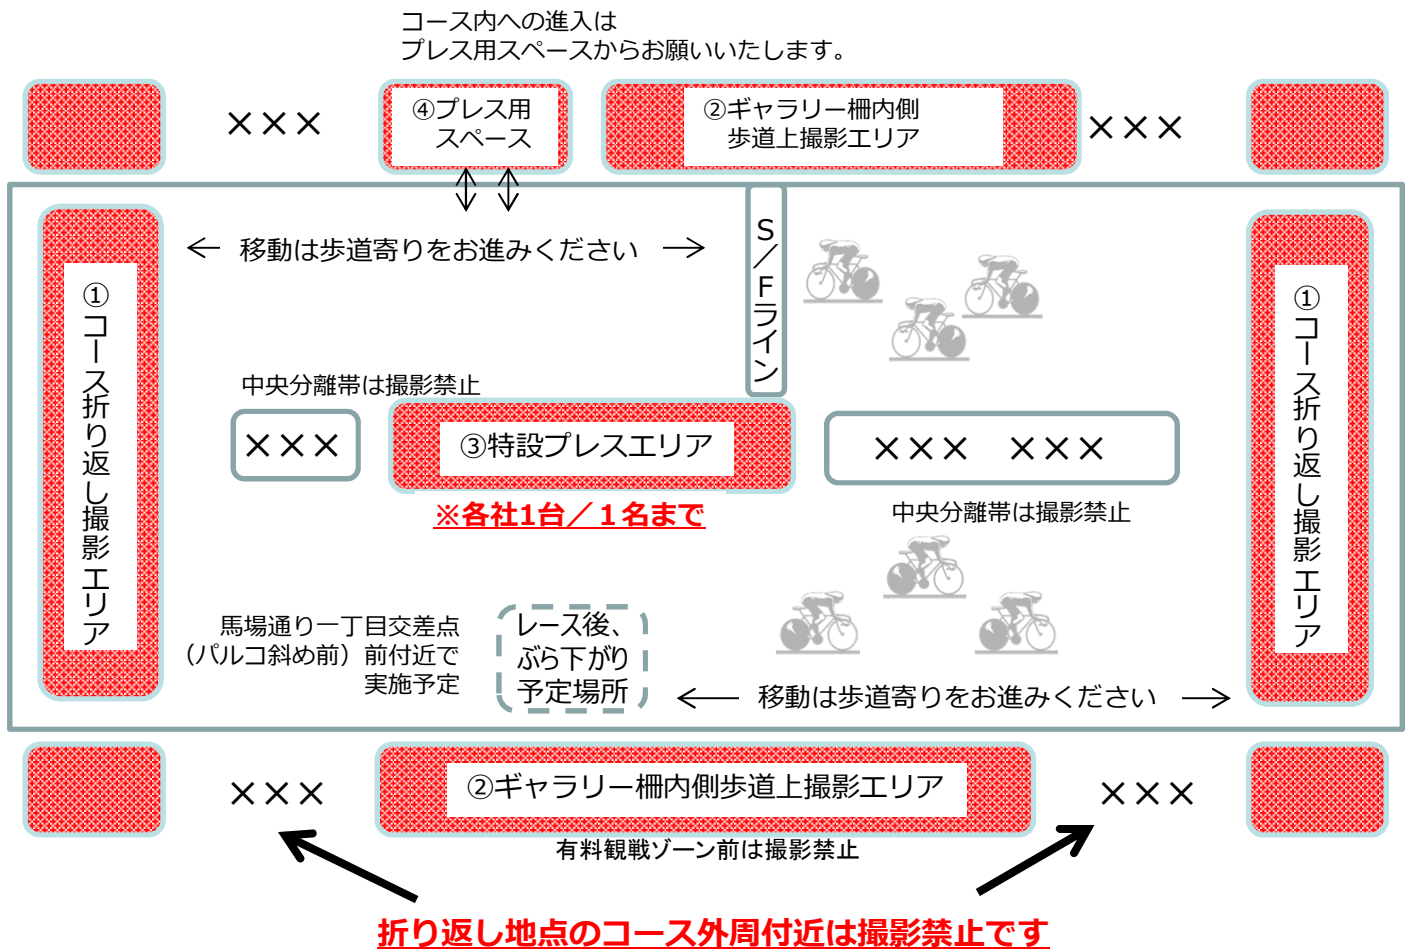 コース内への進入は
プレス用スペースからお願いいたします。
×××
④プレス用
スペース
②ギャラリー柵内側
歩道上撮影エリア
×××
← 移動は歩道寄りをお進みください →
S／Fライン
①コース折り返し撮影エリア
①コース折り返し撮影エリア
中央分離帯は撮影禁止
×××
③特設プレスエリア
××× ×××
※各社1台／１名まで
中央分離帯は撮影禁止
馬場通り一丁目交差点
（パルコ斜め前）前付近で
実施予定
レース後、
ぶら下がり
予定場所
← 移動は歩道寄りをお進みください →
×××
②ギャラリー柵内側歩道上撮影エリア
×××
有料観戦ゾーン前は撮影禁止
折り返し地点のコース外周付近は撮影禁止です